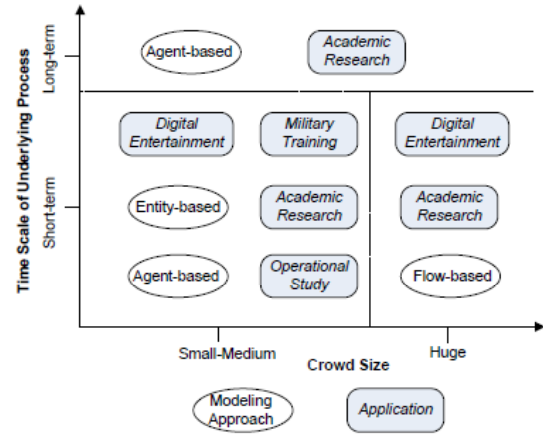 Time Scale of Underlying Process
Long-term
Short-term
Agent-based
Academic
Research
Digital
Entertainment
Military
Training
Digital
Entertainment
Entity-based
Academic
Research
Academic
Research
Agent-based
Operational
Study
Flow-based
Small-Medium
Huge
Crowd Size
Modeling
Approach
Application